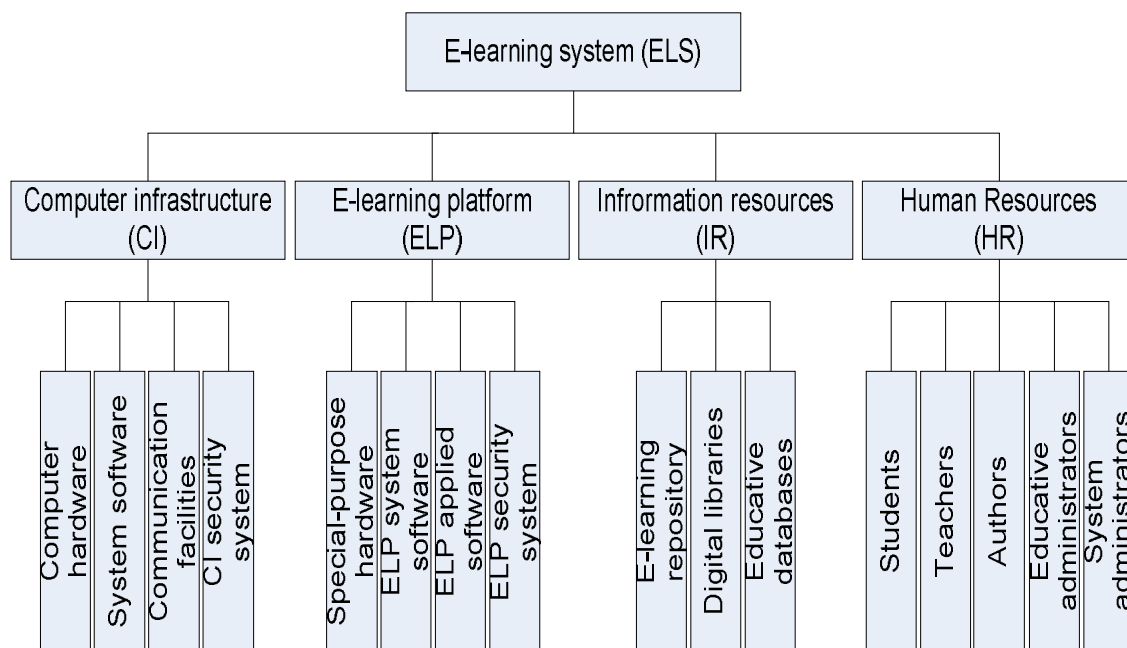 E-learning system (ELS)
Computer infrastructure
(CI)
E-learning platform
(ELP)
Infrormation resources
(IR)
Human Resources
(HR)
Computer
hardware
System software
Communication
facilities
CI security
system
Special-purpose
hardware
ELP system
software
ELP applied
software
ELP security
system
E-learning
repository
Digital libraries
Educative
databases
Students
Teachers
Authors
Educative
administrators
System
administrators